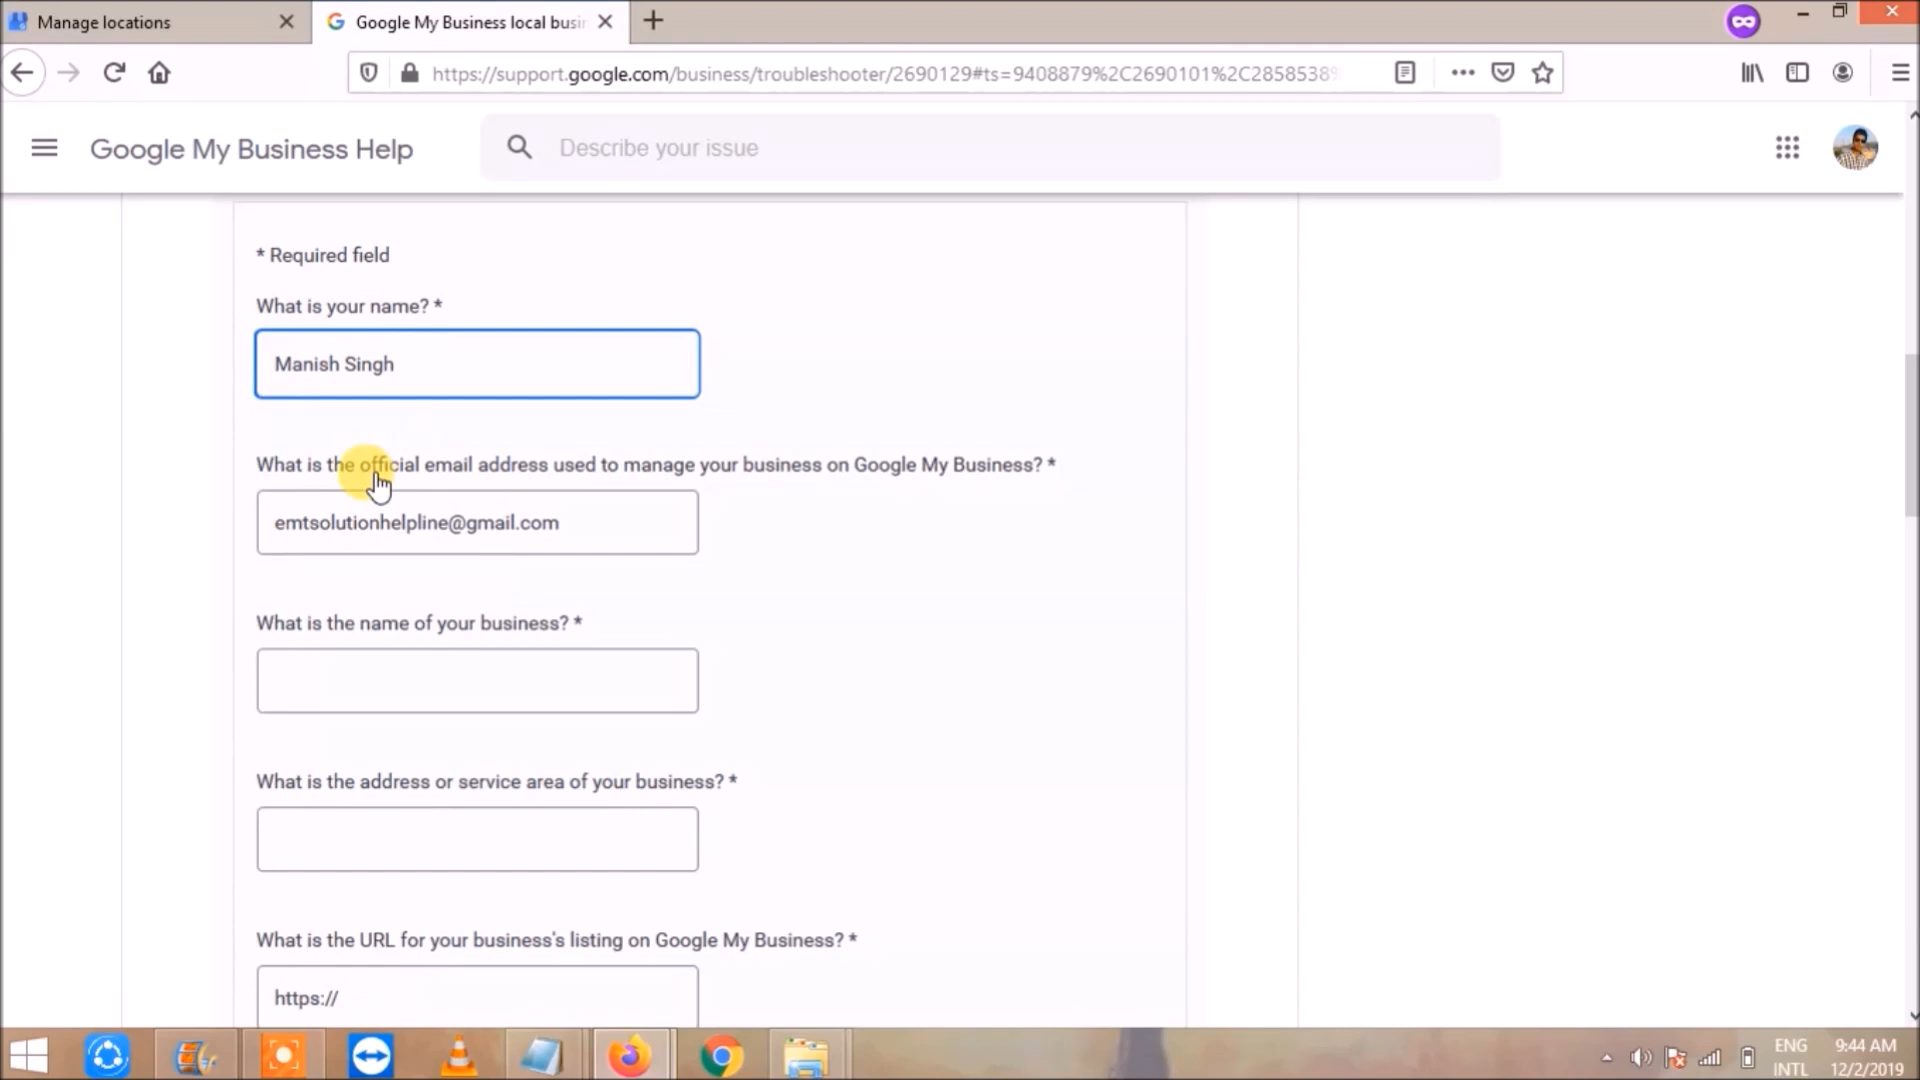 Manage locations
Google My Business local busi
https://support.google.com/business/troubleshooter/2690129#ts=9408879%2C2690101%2C2858538%
Google My Business Help
Describe your issue
* Required field
What is your name? *
Manish Singh
What is the official email address used to manage your business on Google My Business? *
emtsolutionhelpline@gmail.com
What is the name of your business? *
What is the address or service area of your business? *
What is the URL for your business's listing on Google My Business? *
https://
ENG
INTL
9:44 AM
12/2/2019